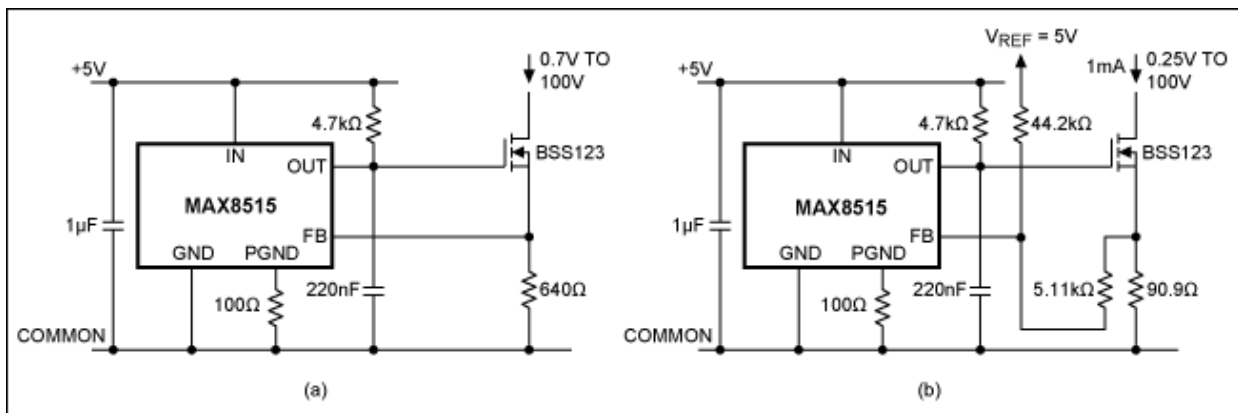 +5V
0.7V TO
100V
4.7kΩ
IN
OUT
BSS123
MAX8515
1µF
FB
GND PGND
100Ω
220nF
640Ω
COMMON
(a)
VREF = 5V
+5V
1mA
0.25V TO
100V
4.7kΩ
44.2kΩ
IN
OUT
BSS123
MAX8515
1µF
FB
GND PGND
100Ω
220nF
5.11kΩ
90.9Ω
COMMON
(b)